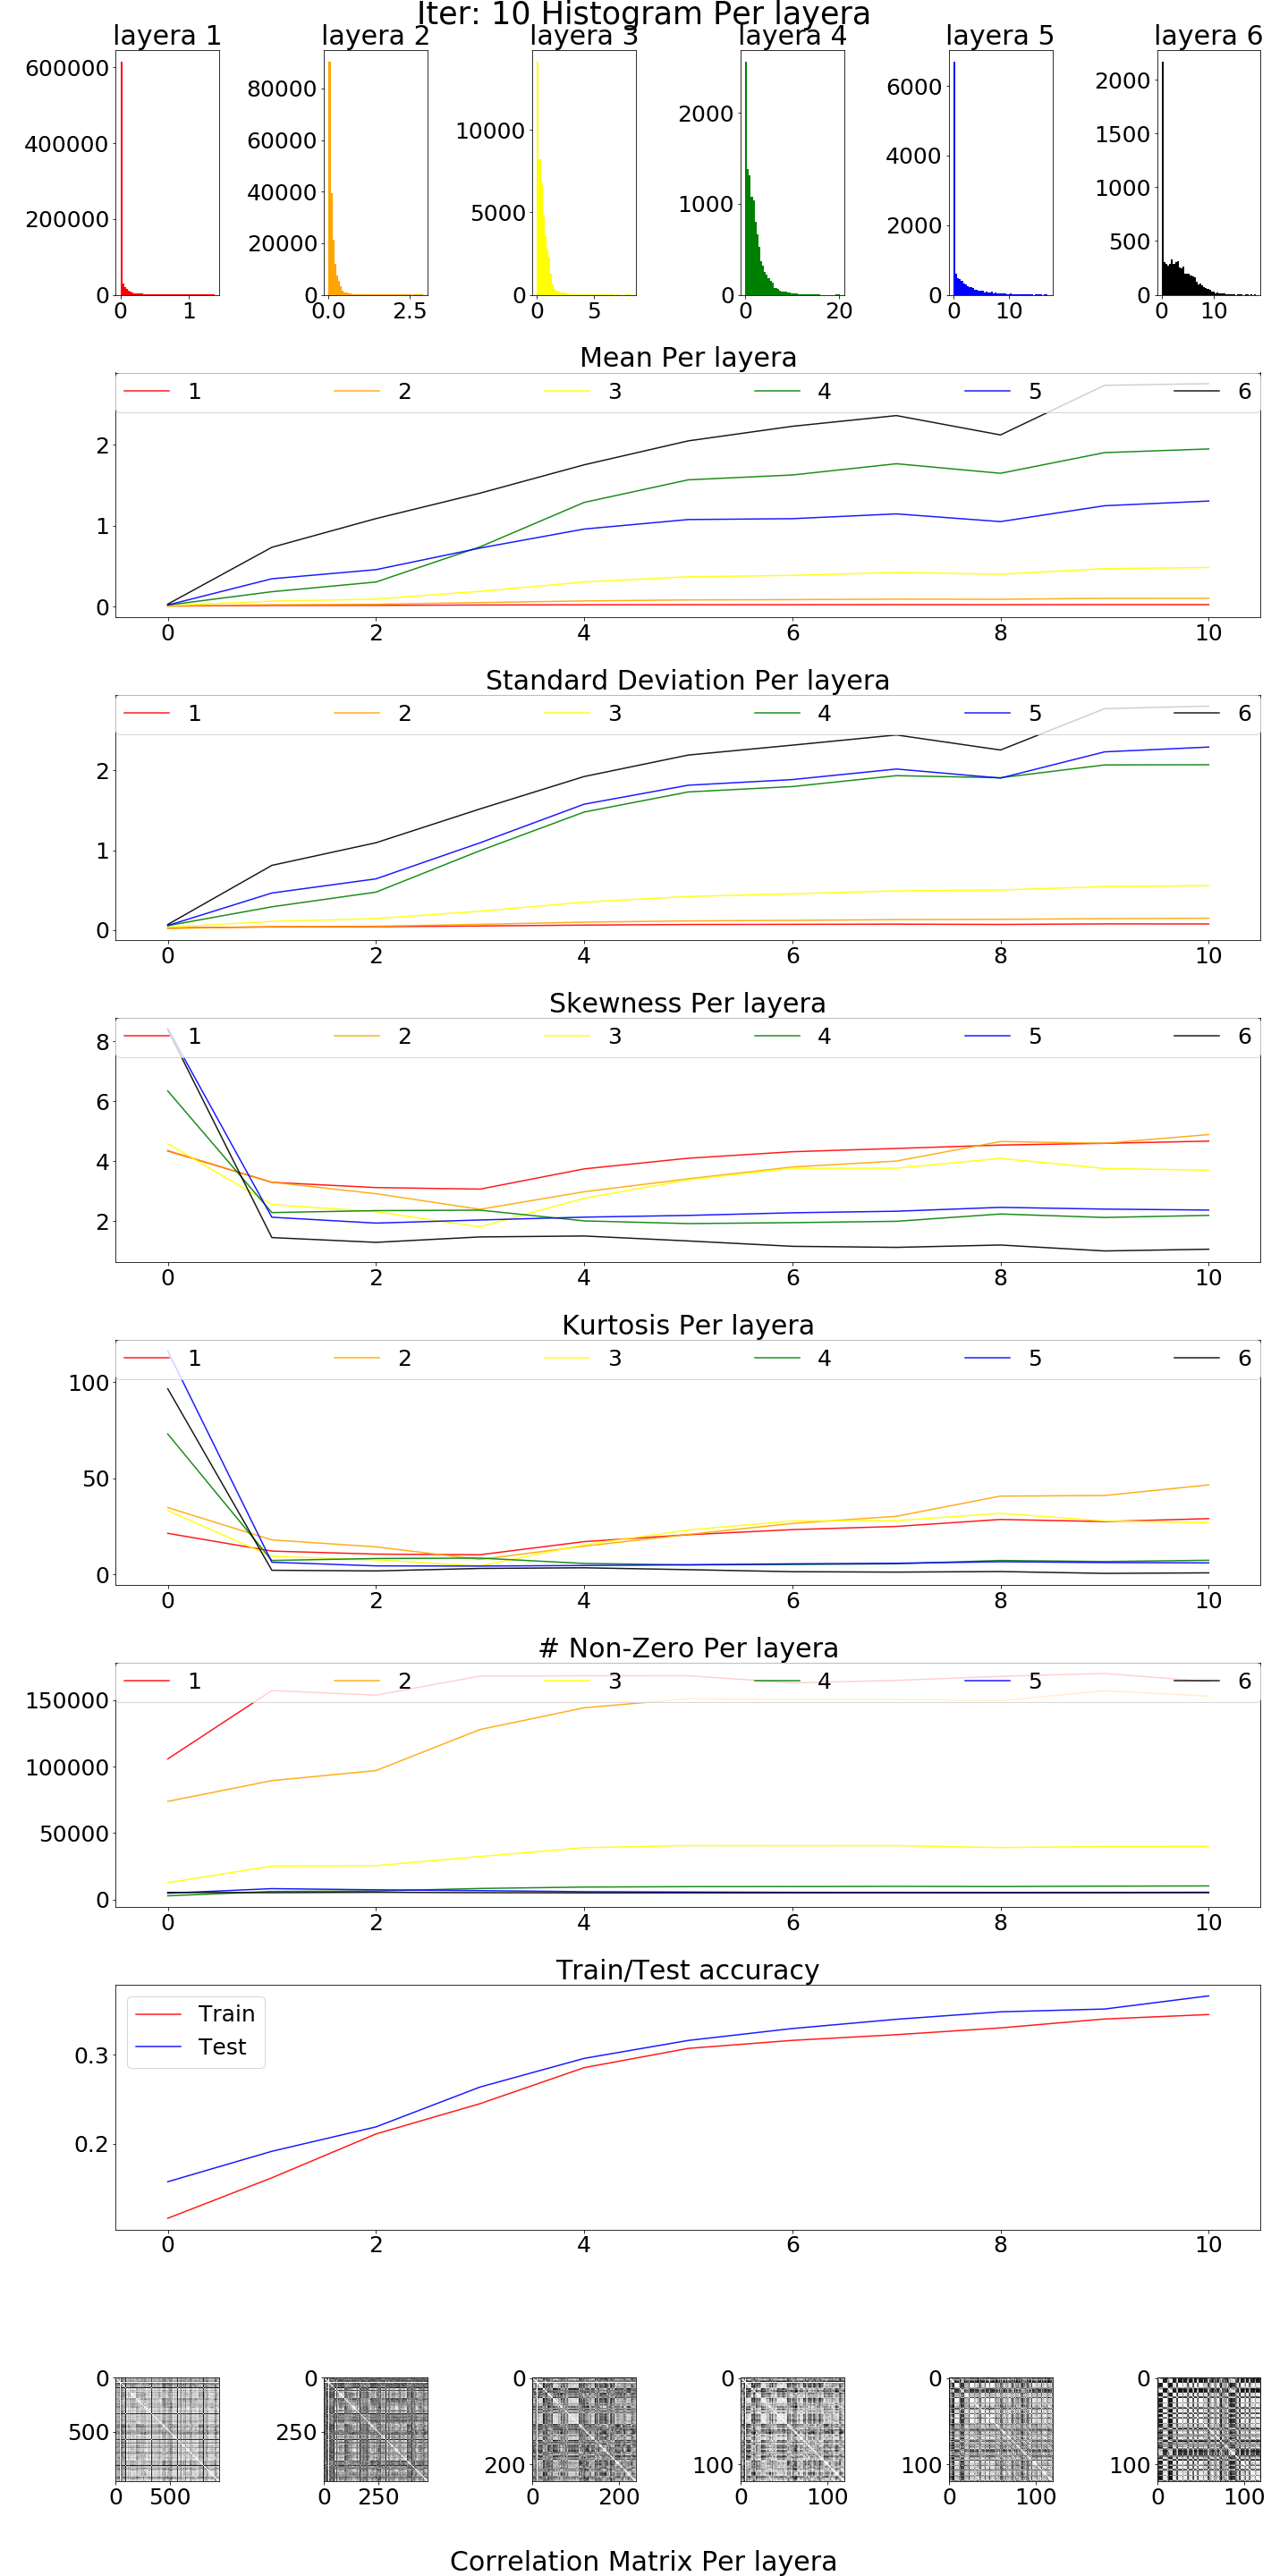 Iter: 10 Histogram Per layera
layera 1 layera 2 layera 3 layera 4 layera 5 layera 6
600000 400000 200000 0 0 1
80000 60000 40000 20000 0 0.0 2.5
10000 5000 0 0 5
2000 1000 0 0 20
6000 4000 2000 0 0 10
2000 1500 1000 500 0 0 10
Mean Per layera
1 2 3 4 5 6
2
1
0
0 2 4 6 8 10
Standard Deviation Per layera
1 2 3 4 5 6
2
1
0
0 2 4 6 8 10
Skewness Per layera
1 2 3 4 5 6
8
6
4
2
0 2 4 6 8 10
Kurtosis Per layera
1 2 3 4 5 6
100
50
0
0 2 4 6 8 10
# Non-Zero Per layera
1 2 3 4 5 6
150000
100000
50000
0
0 2 4 6 8 10
Train/Test accuracy
Train
Test
0.3
0.2
0 2 4 6 8 10
0 500 0 500
0 250 0 250
0 200 0 200
0 100 0 100
0 100 0 100
0 100 0 100
Correlation Matrix Per layera